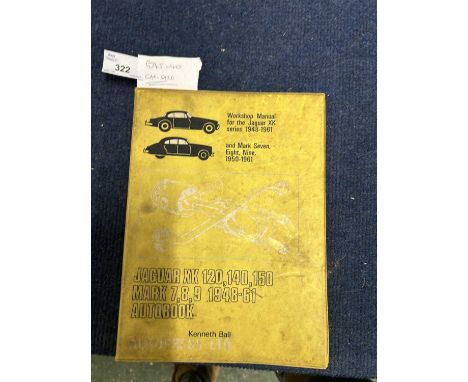 322
Workshop Manual
for the Jaguar XK
series 1948-1961
and Mark Seven,
Eight, Nine,
1950-1961
JAGUAR XK 120,140,150
MARK 7,8,9 1948-61
AUTOBOOK
Kenneth Ball